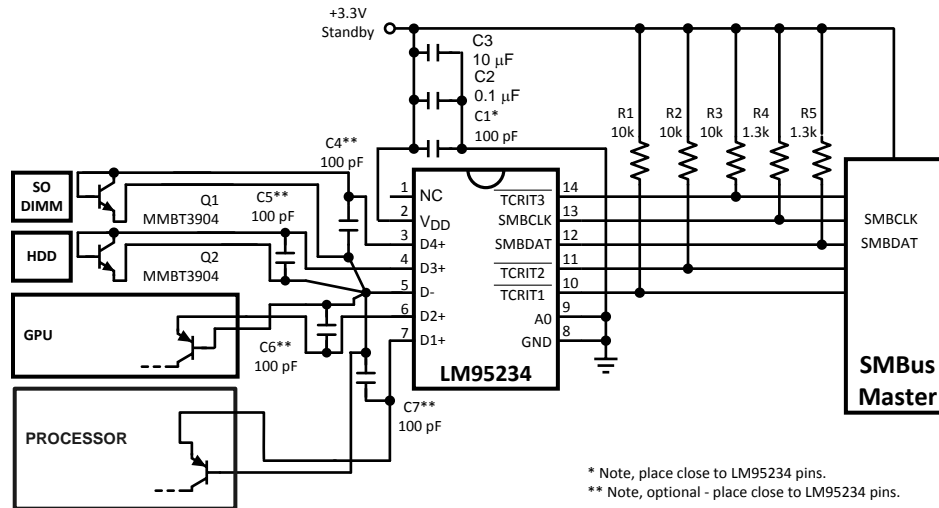 +3.3V
Standby
C3
10 μF
C2
0.1 μF
C1*
100 pF
R1
10k
R2
10k
R3
10k
R4
1.3k
R5
1.3k
C4**
100 pF
SO
DIMM
Q1
MMBT3904
C5**
100 pF
HDD
Q2
MMBT3904
GPU
C6**
100 pF
PROCESSOR
C7**
100 pF
1
NC
2
VDD
3
D4+
4
D3+
5
D-
6
D2+
7
D1+
14
TCRIT3
13
SMBCLK
12
SMBDAT
11
TCRIT2
10
TCRIT1
9
A0
8
GND
LM95234
SMBCLK
SMBDAT
SMBus
Master
* Note, place close to LM95234 pins.
** Note, optional - place close to LM95234 pins.